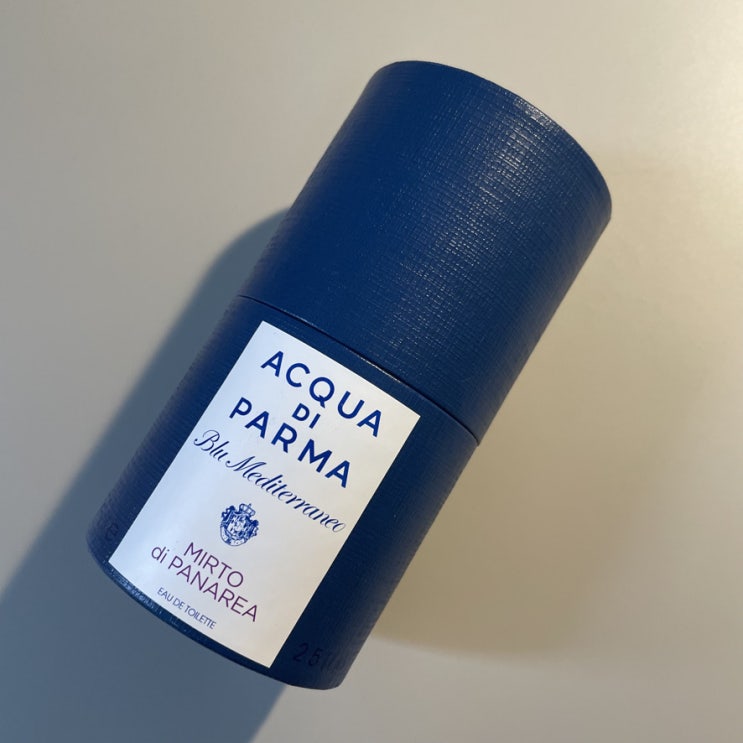 ACQUA
DI
PARMA
Blu Mediterraneo
MIRTO
di PANAREA
EAU DE TOILETTE